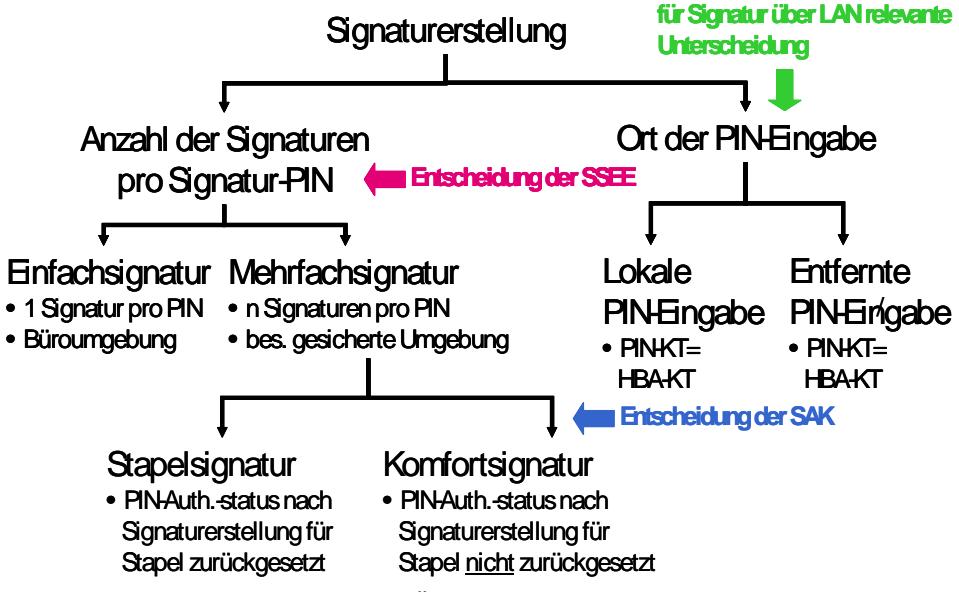 Signaturerstellung
für Signatur über LAN relevante
Unterscheidung
Anzahl der Signaturen
pro Signatur-PIN
Entscheidung der SSEE
Ort der PIN-Eingabe
Einfachsignatur
• 1 Signatur pro PIN
• Büroumgebung
Mehrfachsignatur
• n Signaturen pro PIN
• bes. gesicherte Umgebung
Lokale
PIN-Eingabe
• PIN-KT=
HBA-KT
Entfernte
PIN-Eingabe
• PIN-KT=
HBA-KT
Entscheidung der SAK
Stapelsignatur
• PIN-Auth.-status nach
Signaturerstellung für
Stapel zurückgesetzt
Komfortsignatur
• PIN-Auth.-status nach
Signaturerstellung für
Stapel nicht zurückgesetzt